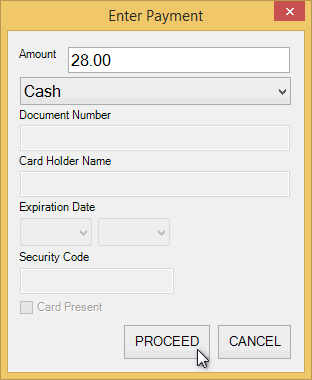 Enter Payment
Amount
28.00
Cash
Document Number
Card Holder Name
Expiration Date
Security Code
Card Present
PROCEED CANCEL